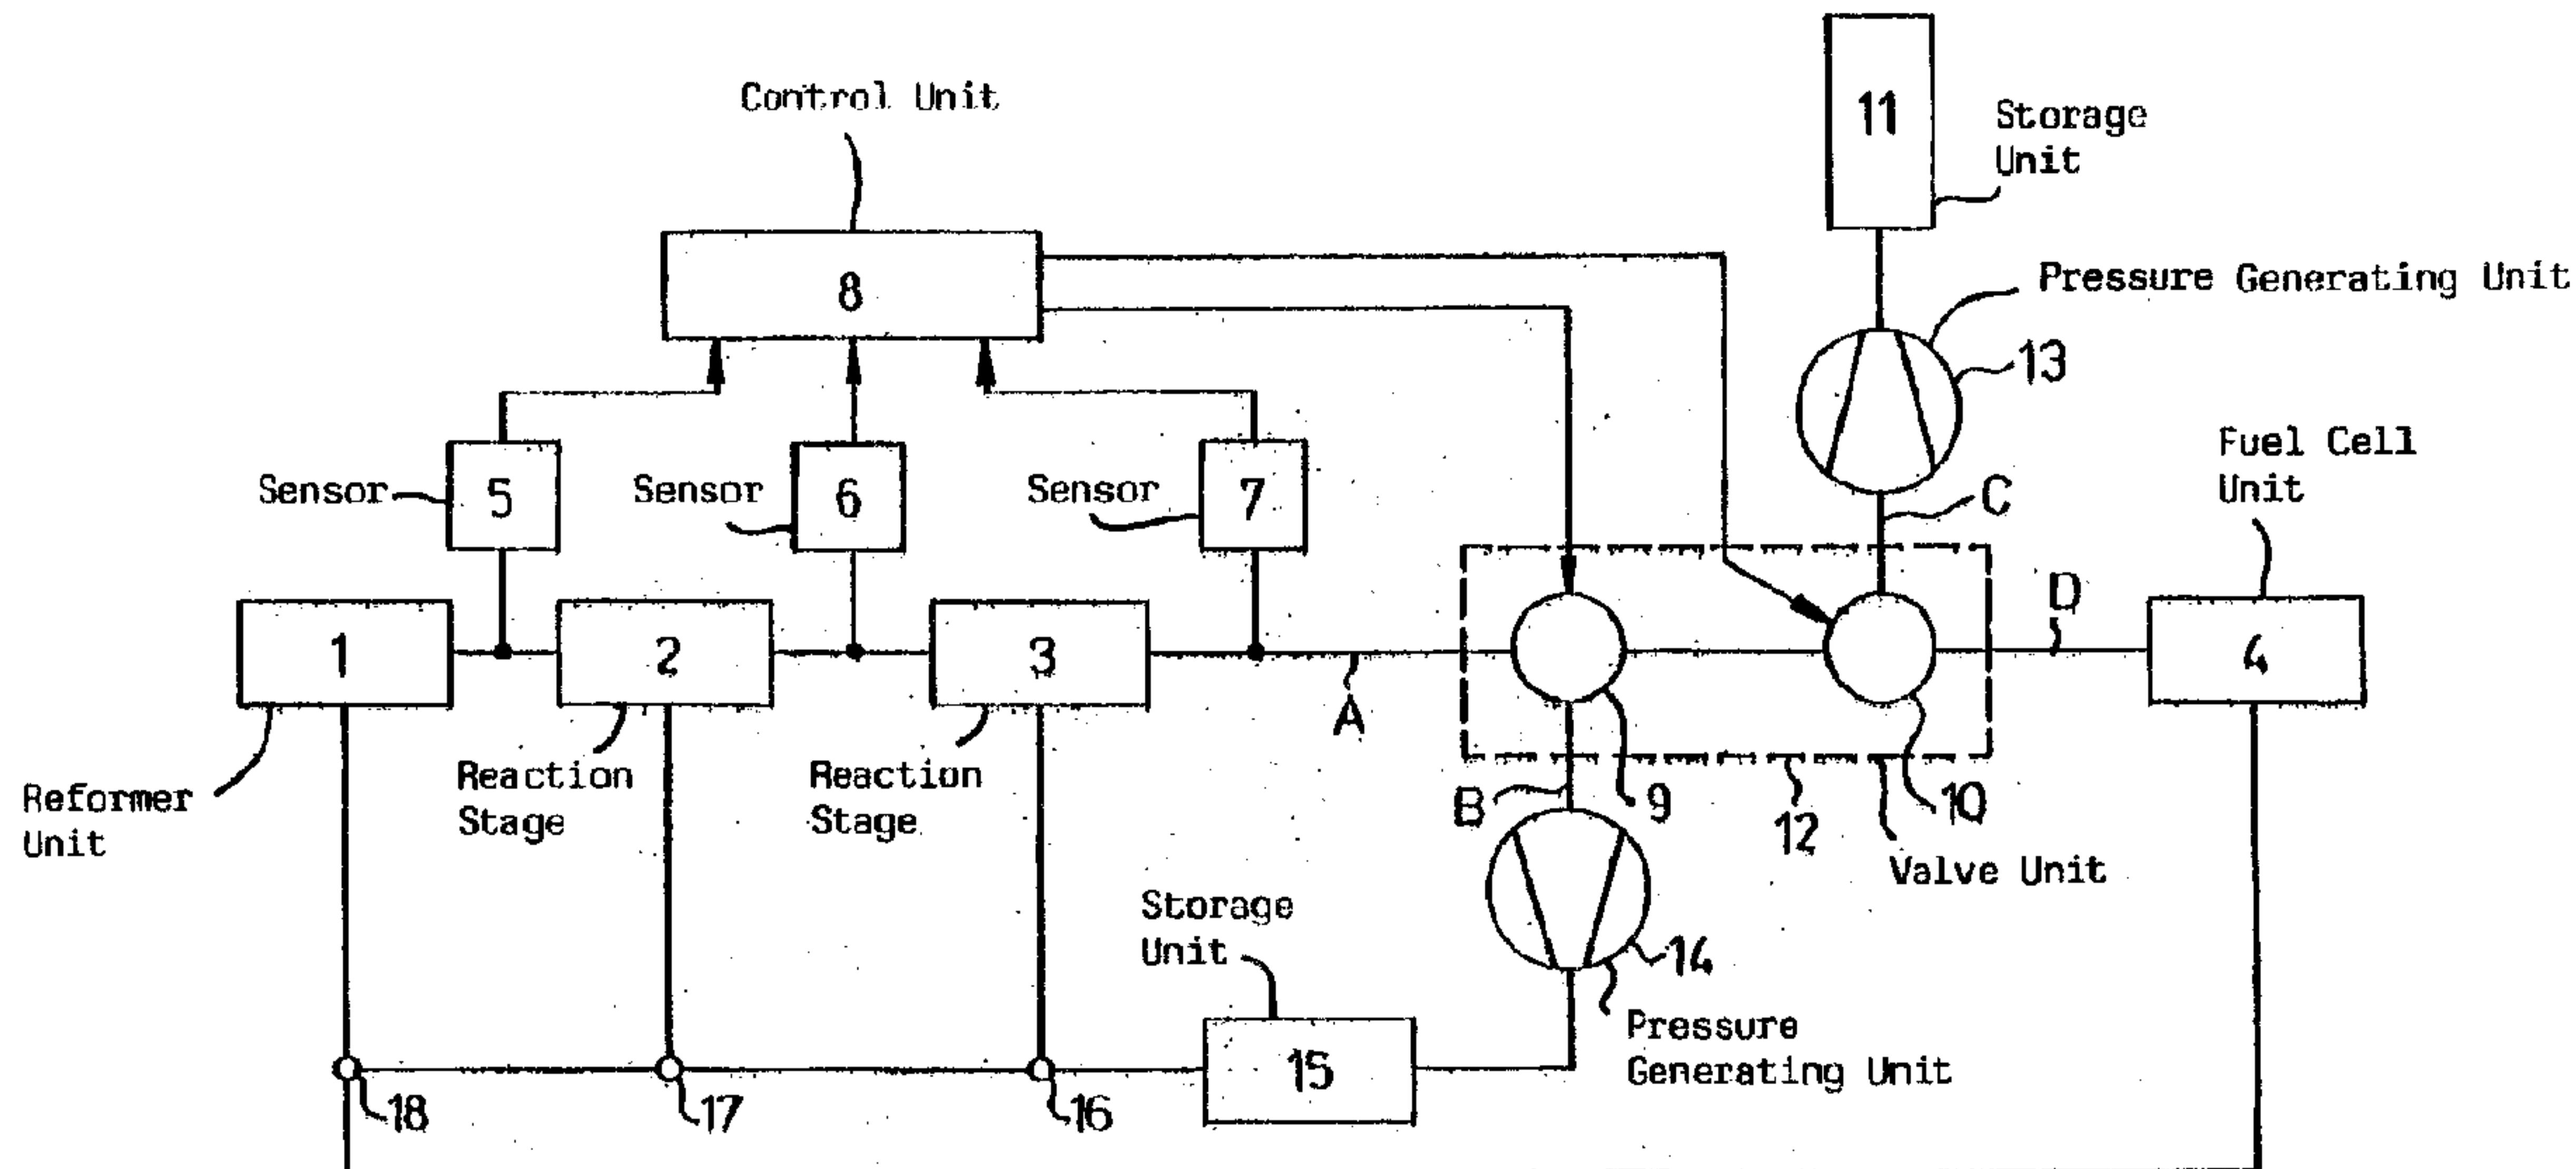 Control Unit
11
Storage
Unit
8
Pressure Generating Unit
13
Fuel Cell
Unit
Sensor
5
Sensor
6
Sensor
7
C
D
1
2
3
4
A
Reformer
Unit
Reaction
Stage
Reaction
Stage
B
9
12
10
Valve Unit
Storage
Unit
14
Pressure
Generating Unit
15
18
17
16